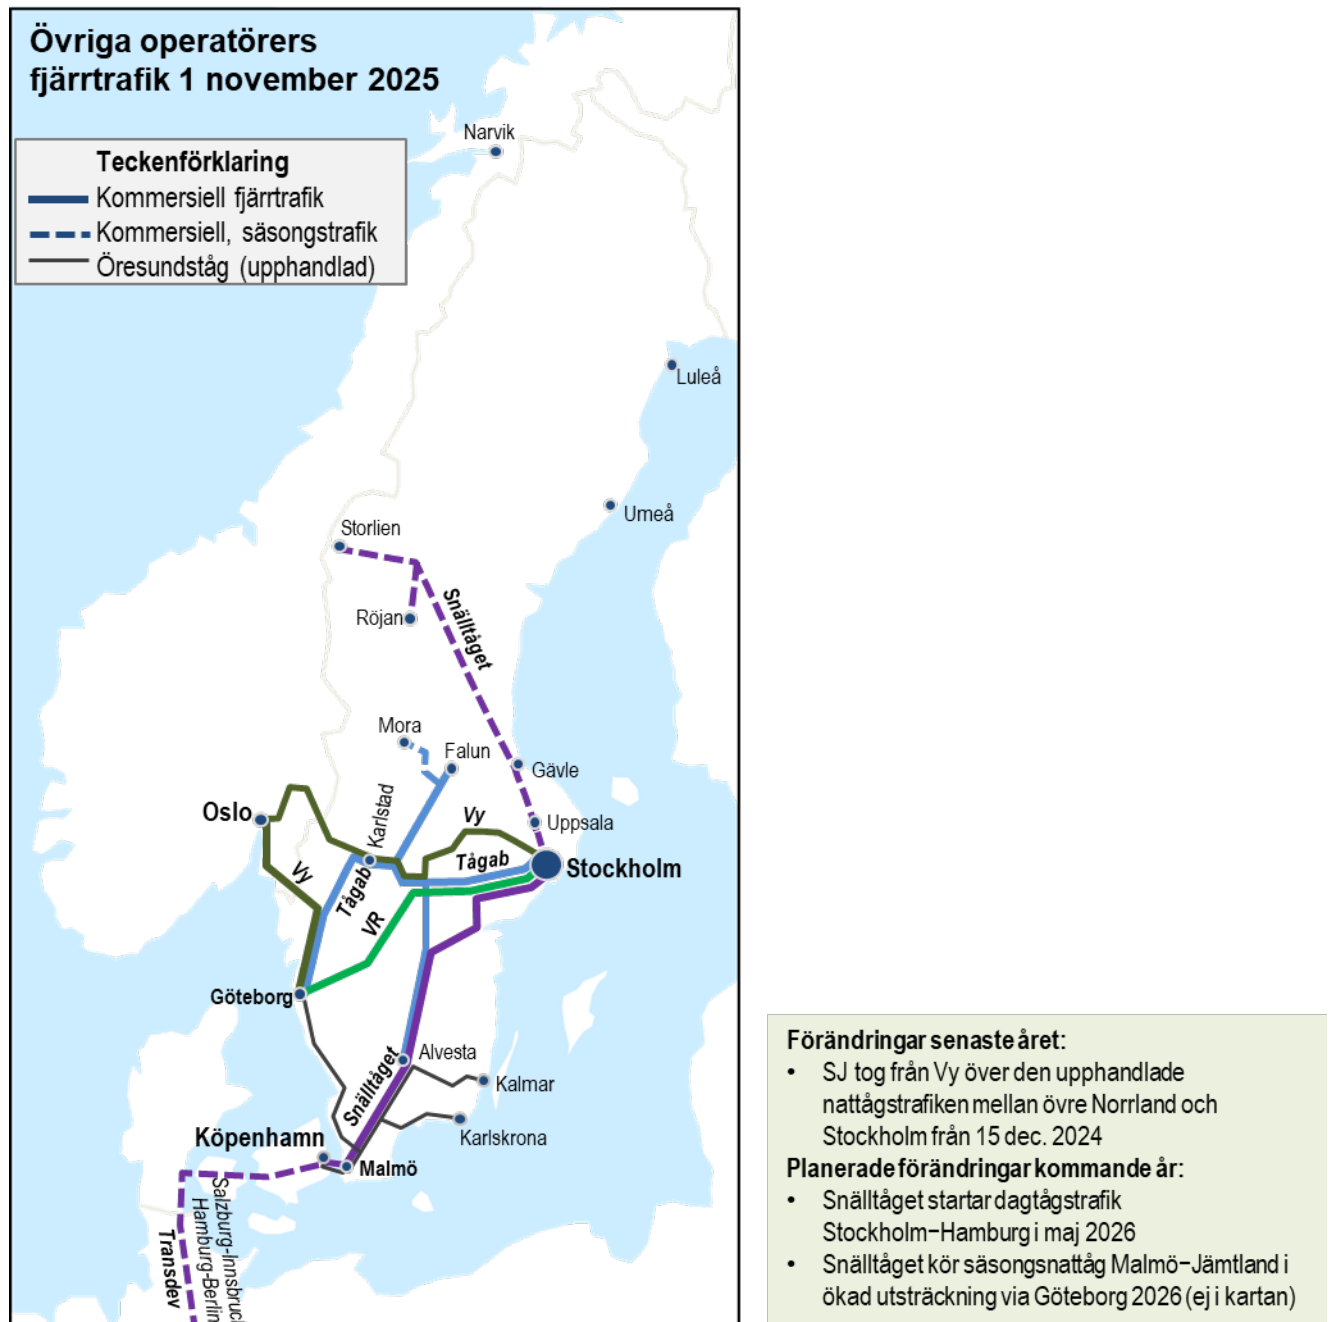 Övriga operatörers
fjärrtrafik 1 november 2025
Teckenförklaring
Kommersiell fjärrtrafik
Kommersiell, säsongstrafik
Öresundståg (upphandlad)
Narvik
Luleå
Umeå
Storlien
Röjan
Snälltåget
Mora
Falun
Gävle
Karlstad
Oslo
Vy
Uppsala
Vy
Tågab
Stockholm
Tågab
VR
Göteborg
Alvesta
Snälltåget
Kalmar
Karlskrona
Köpenhamn
Malmö
Salzburg-Innsbruck
Hamburg-Berlin
Transdev
Förändringar senaste året:
• SJ tog från Vy över den upphandlade
nattågstrafiken mellan övre Norrland och
Stockholm från 15 dec. 2024
Planerade förändringar kommande år:
• Snälltåget startar dagtågstrafik
Stockholm–Hamburg i maj 2026
• Snälltåget kör säsongsnattåg Malmö–Jämtland i
ökad utsträckning via Göteborg 2026 (ej i kartan)